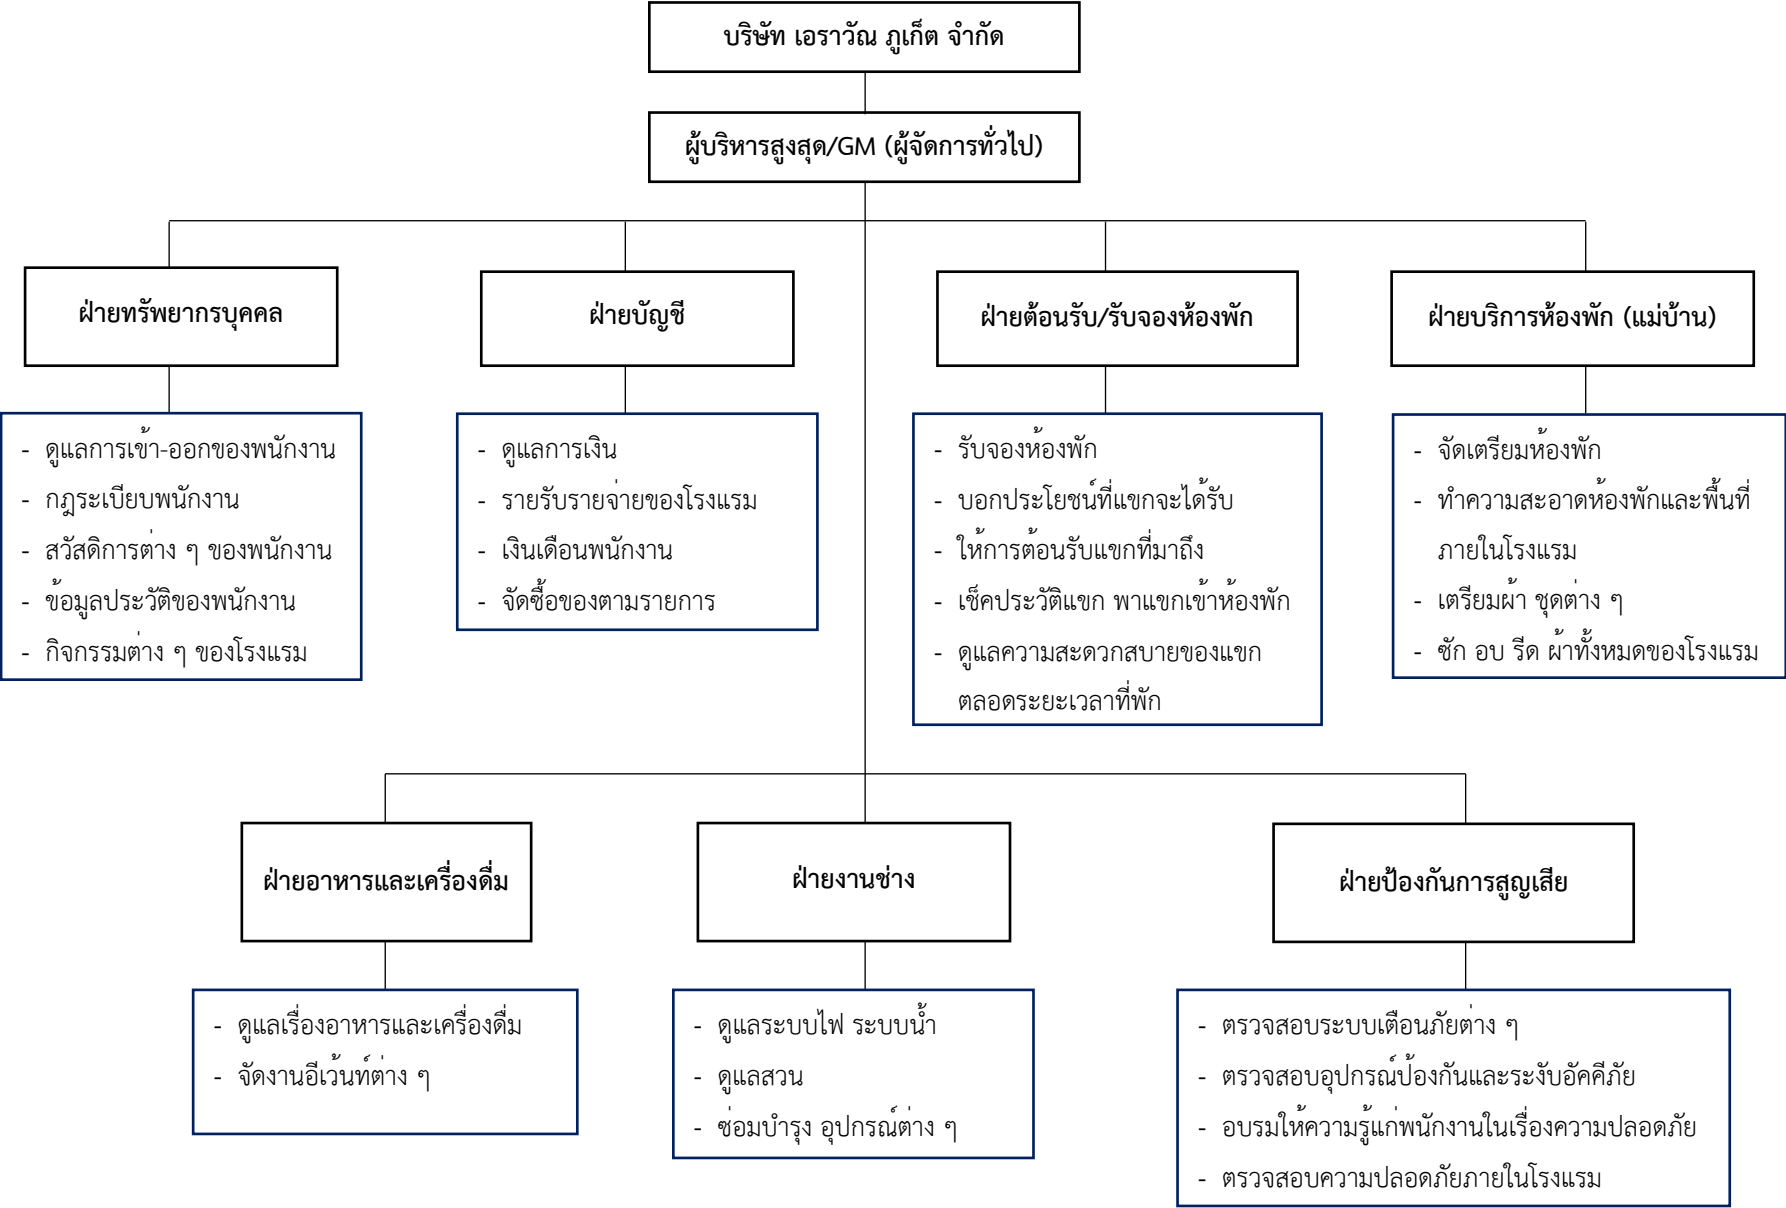 บริษัท เอราวัณ ภูเก็ต จำกัด
ผู้บริหารสูงสุด/GM (ผู้จัดการทั่วไป)
ฝ่ายทรัพยากรบุคคล
- ดูแลการเข้า-ออกของพนักงาน
- กฎระเบียบพนักงาน
- สวัสดิการต่าง ๆ ของพนักงาน
- ข้อมูลประวัติของพนักงาน
- กิจกรรมต่าง ๆ ของโรงแรม
ฝ่ายบัญชี
- ดูแลการเงิน
- รายรับรายจ่ายของโรงแรม
- เงินเดือนพนักงาน
- จัดซื้อของตามรายการ
ฝ่ายต้อนรับ/รับจองห้องพัก
- รับจองห้องพัก
- บอกประโยชน์ที่แขกจะได้รับ
- ให้การต้อนรับแขกที่มาถึง
- เช็คประวัติแขก พาแขกเข้าห้องพัก
- ดูแลความสะดวกสบายของแขก
ตลอดระยะเวลาที่พัก
ฝ่ายบริการห้องพัก (แม่บ้าน)
- จัดเตรียมห้องพัก
- ทำความสะอาดห้องพักและพื้นที่
ภายในโรงแรม
- เตรียมผ้า ชุดต่าง ๆ
- ซัก อบ รีด ผ้าทั้งหมดของโรงแรม
ฝ่ายอาหารและเครื่องดื่ม
- ดูแลเรื่องอาหารและเครื่องดื่ม
- จัดงานอีเว้นท์ต่าง ๆ
ฝ่ายงานช่าง
- ดูแลระบบไฟ ระบบน้ำ
- ดูแลสวน
- ซ่อมบำรุง อุปกรณ์ต่าง ๆ
ฝ่ายป้องกันการสูญเสีย
- ตรวจสอบระบบเตือนภัยต่าง ๆ
- ตรวจสอบอุปกรณ์ป้องกันและระงับอัคคีภัย
- อบรมให้ความรู้แก่พนักงานในเรื่องความปลอดภัย
- ตรวจสอบความปลอดภัยภายในโรงแรม